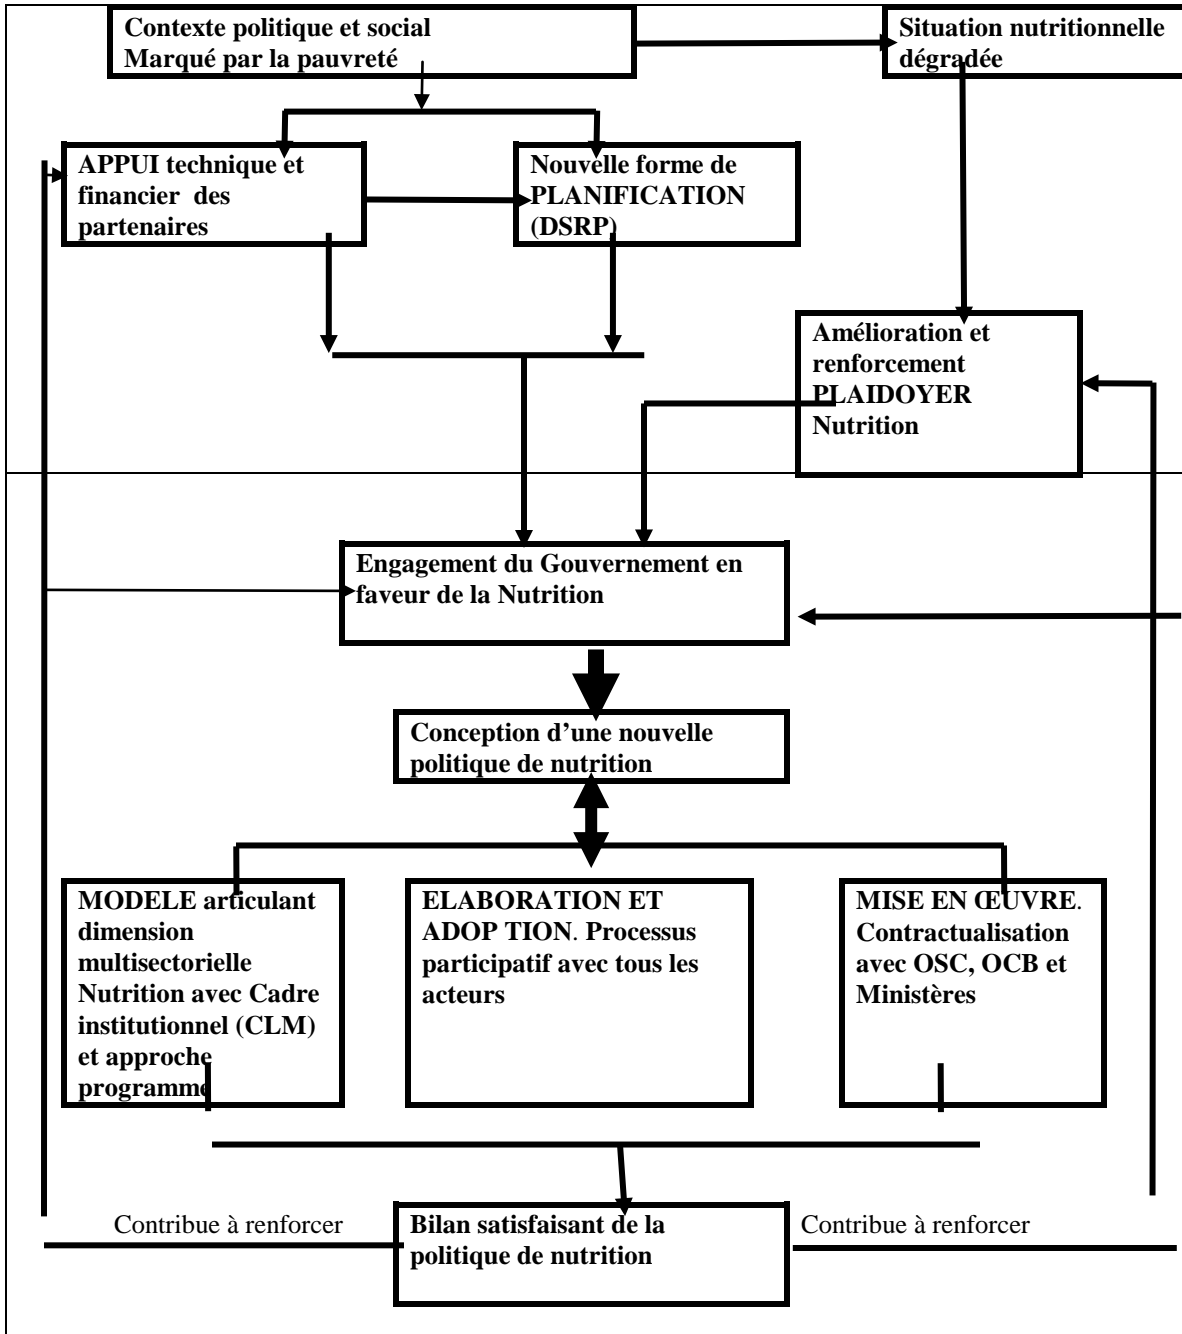 Contexte politique et social
Marqué par la pauvreté
Situation nutritionnelle
dégradée
APPUI technique et
financier des
partenaires
Nouvelle forme de
PLANIFICATION
(DSRP)
Amélioration et
renforcement
PLAIDOYER
Nutrition
Engagement du Gouvernement en
faveur de la Nutrition
Conception d’une nouvelle
politique de nutrition
MODELE articulant
dimension
multisectorielle
Nutrition avec Cadre
institutionnel (CLM)
et approche
programme
ELABORATION ET
ADOP TION. Processus
participatif avec tous les
acteurs
MISE EN ŒUVRE.
Contractualisation
avec OSC, OCB et
Ministères
Contribue à renforcer
Bilan satisfaisant de la
politique de nutrition
Contribue à renforcer